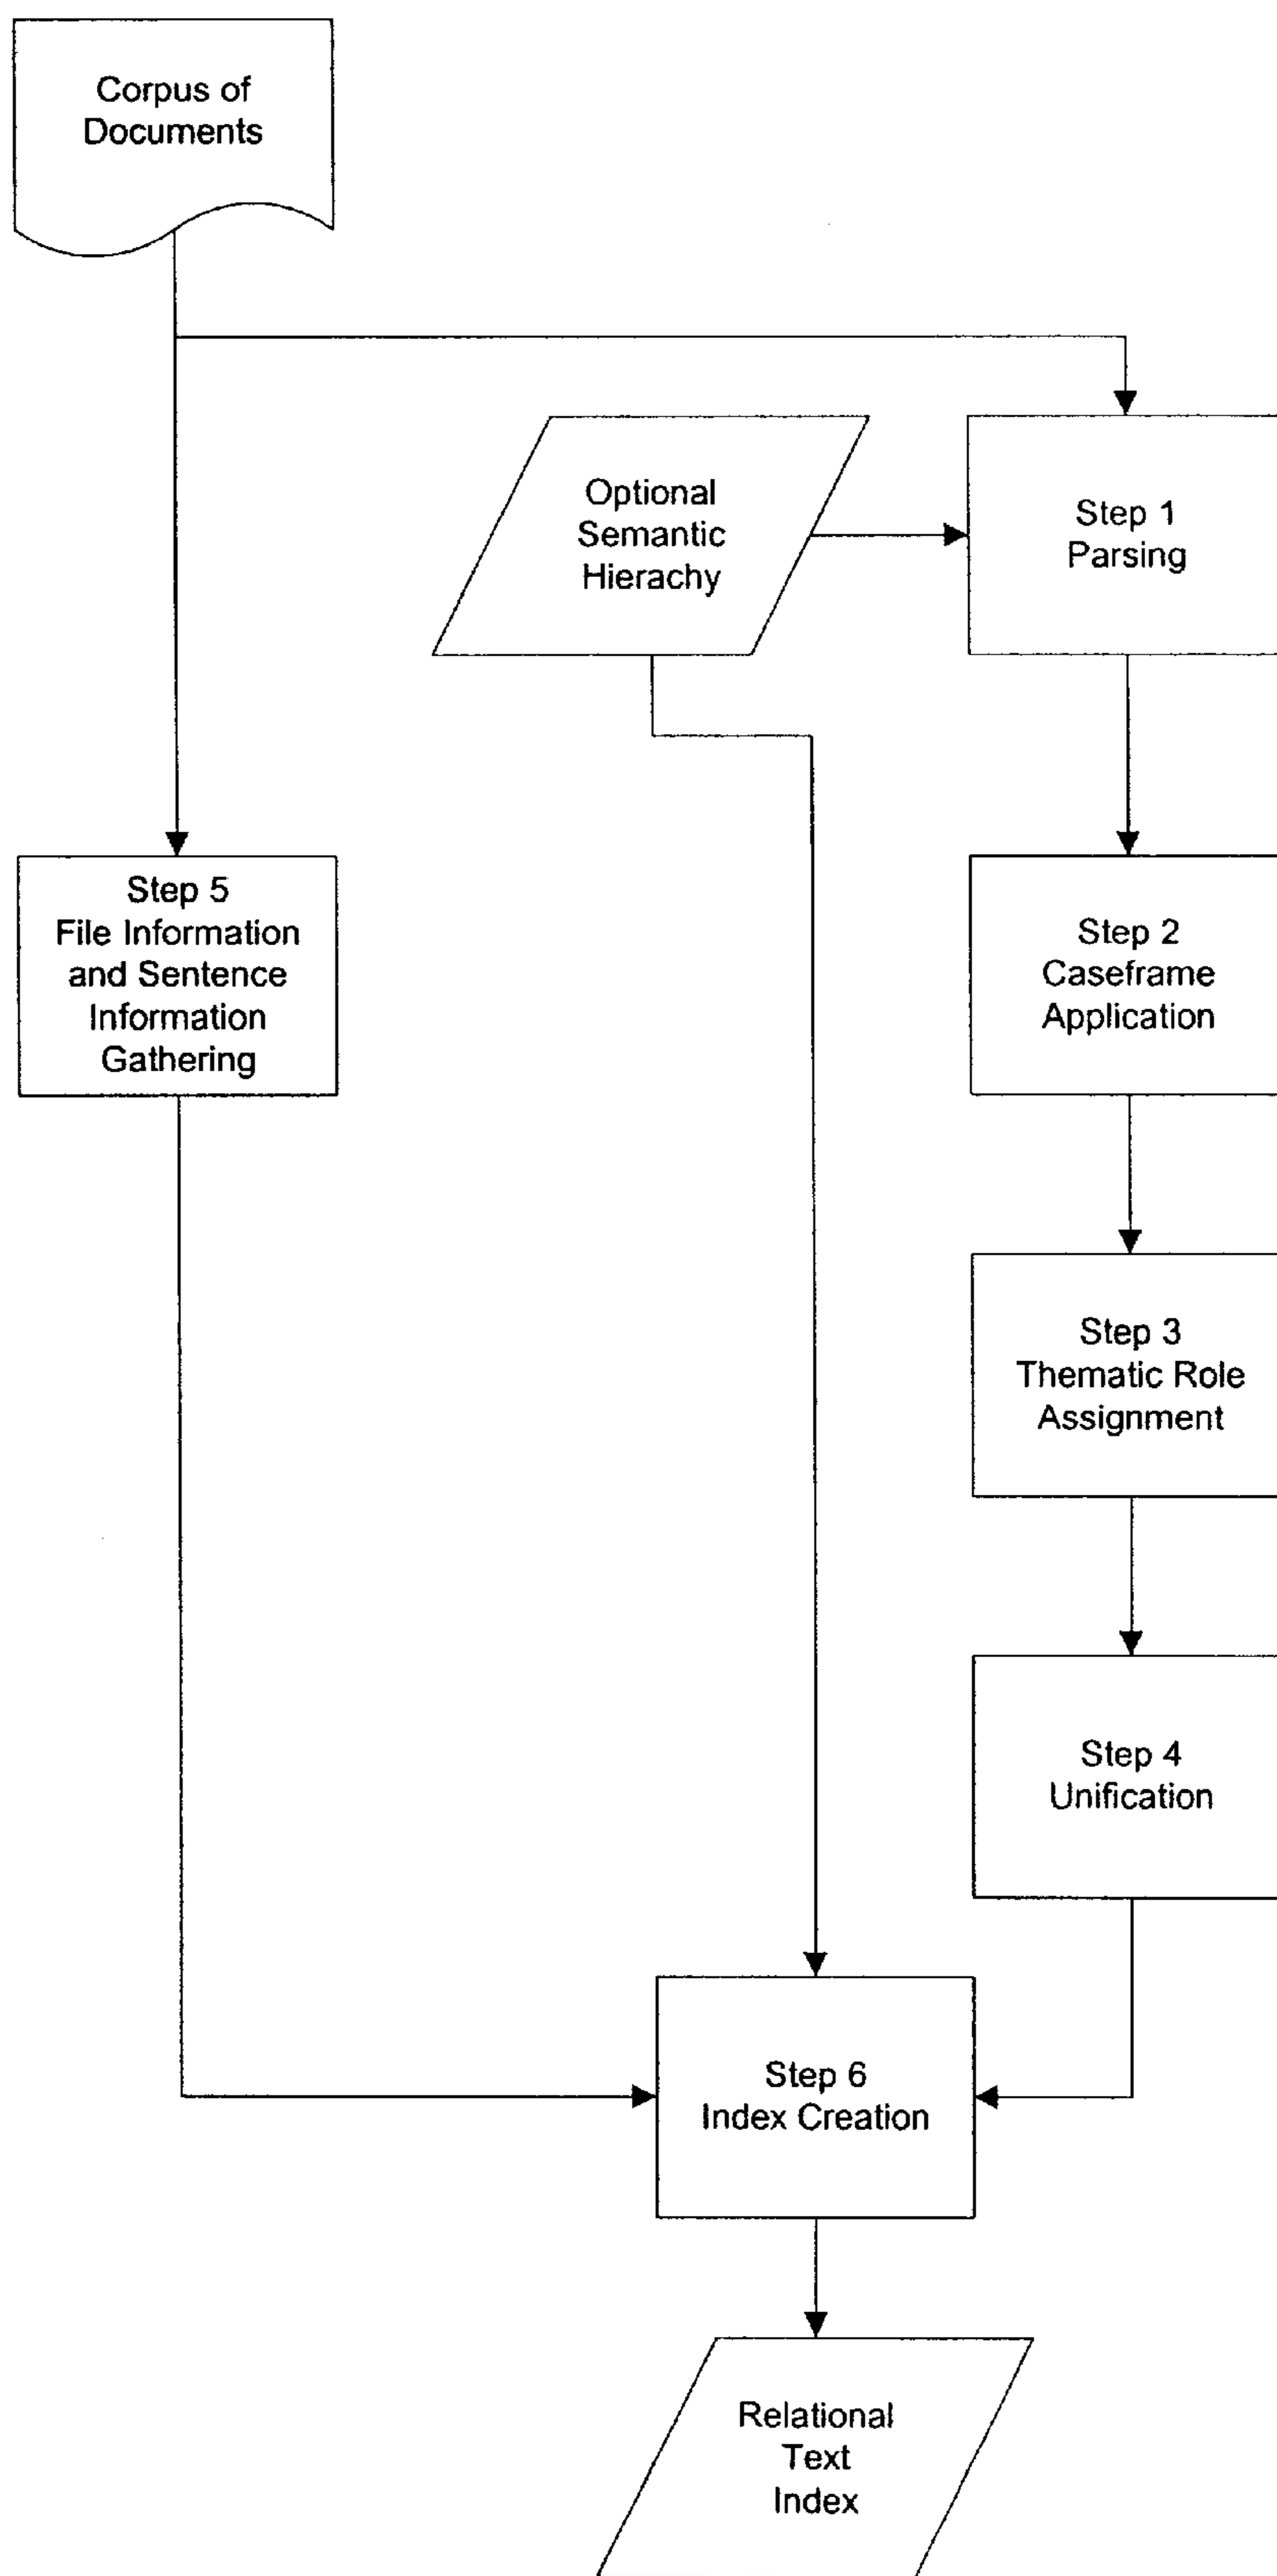 Corpus of
Documents
Optional
Semantic
Hierachy
Step 1
Parsing
Step 5
File Information
and Sentence
Information
Gathering
Step 2
Caseframe
Application
Step 3
Thematic Role
Assignment
Step 4
Unification
Step 6
Index Creation
Relational
Text
Index